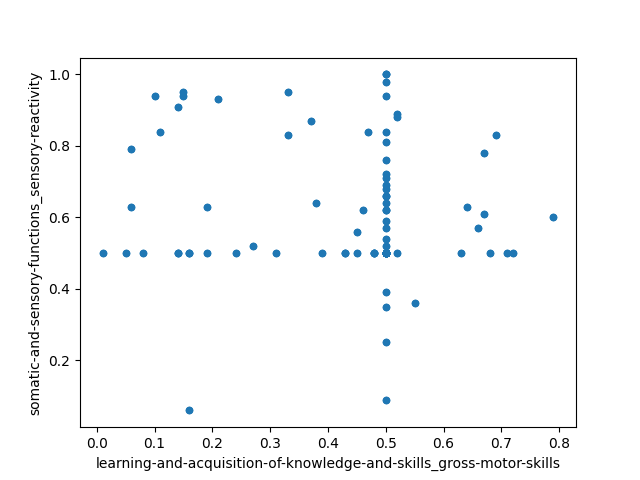 1.0
0.8
0.6
0.4
0.2
somatic-and-sensory-functions_sensory-reactivity
0.0 0.1 0.2 0.3 0.4 0.5 0.6 0.7 0.8
learning-and-acquisition-of-knowledge-and-skills_gross-motor-skills